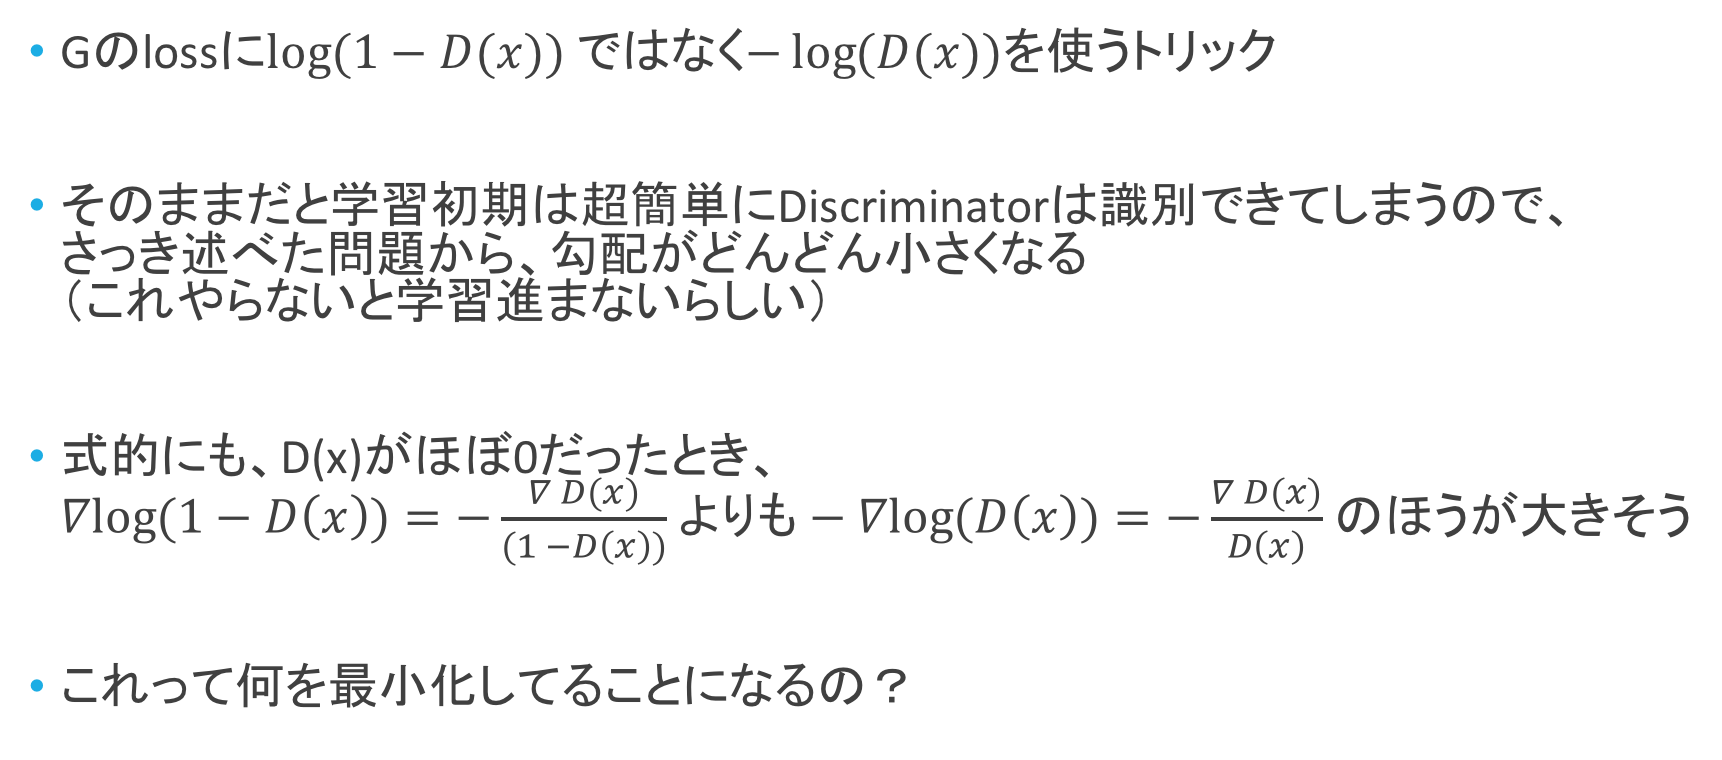 • Gのlossにlog(1 − D(x)) ではなく− log(D(x))を使うトリック
• そのままだと学習初期は超簡単にDiscriminatorは識別できてしまうので、
さっき述べた問題から、勾配がどんどん小さくなる
（これやらないと学習進まないらしい）
• 式的にも、D(x)がほぼ0だったとき、
∇log(1 − D(x)) = − ∇ D(x) / (1 −D(x)) よりも − ∇log(D(x)) = − ∇ D(x) / D(x) のほうが大きそう
• これって何を最小化してることになるの？